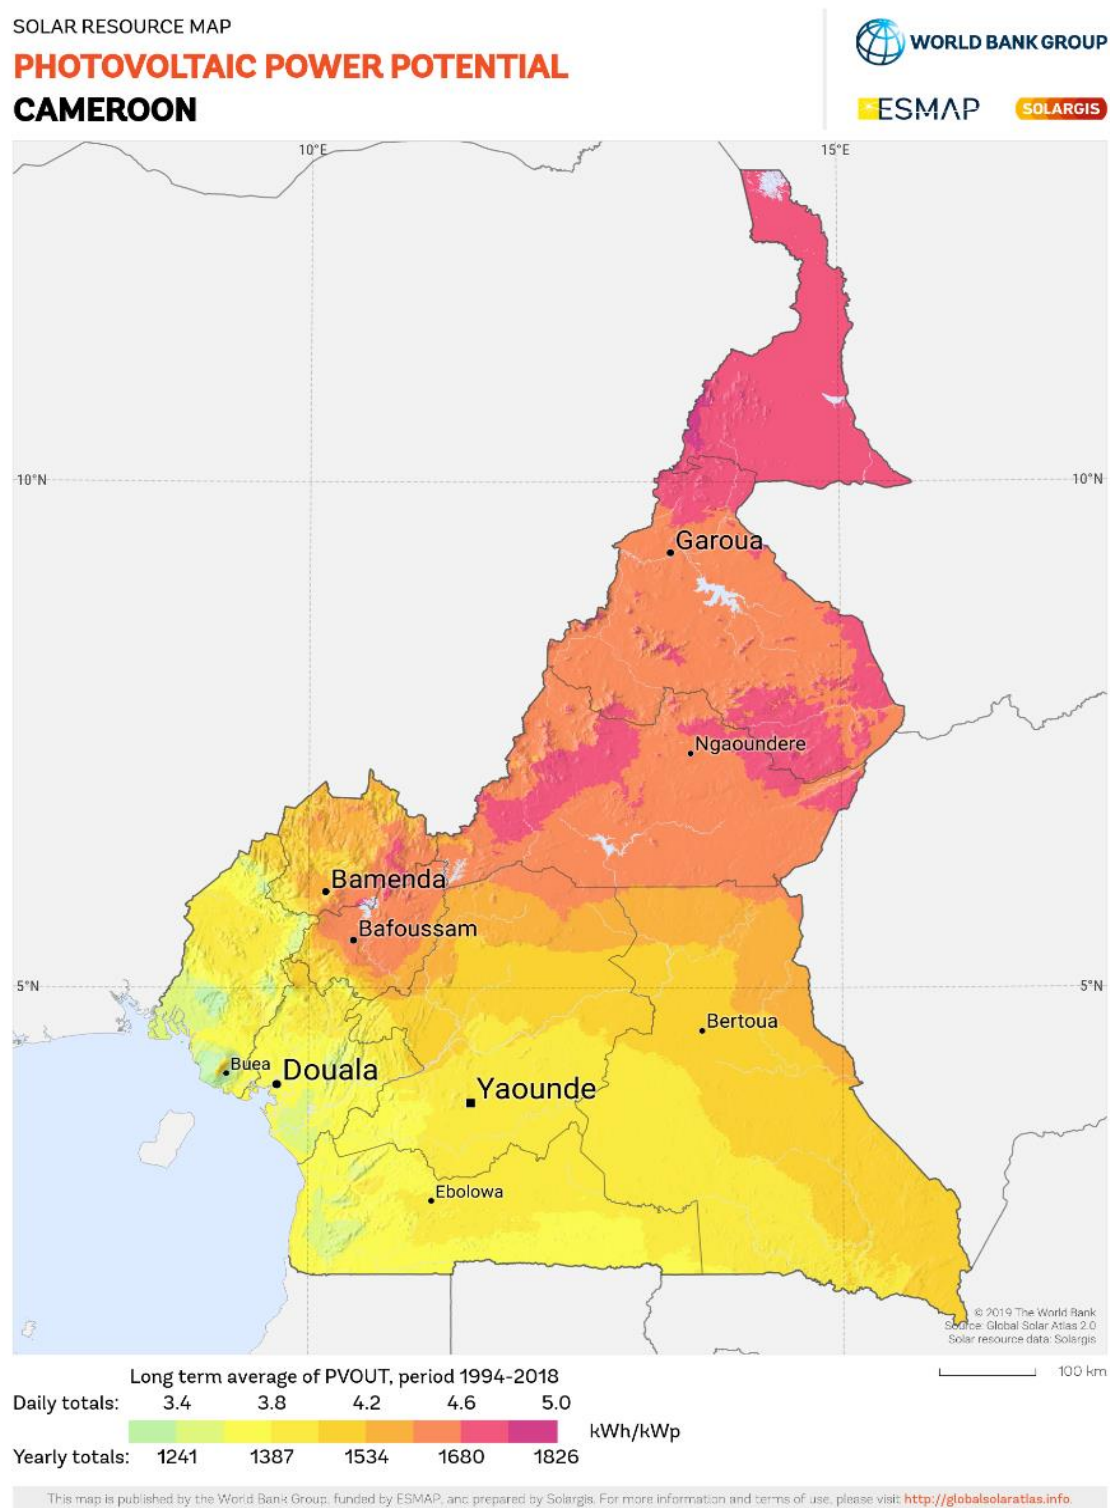 SOLAR RESOURCE MAP
PHOTOVOLTAIC POWER POTENTIAL
CAMEROON
WORLD BANK GROUP
ESMAP
SOLARGIS
10°E
15°E
10°N
10°N
Garoua
Ngaoundere
Bamenda
Bafoussam
5°N
5°N
Bertoua
Buea
Douala
Yaounde
Ebolowa
© 2019 The World Bank
Source: Global Solar Atlas 2.0
Solar resource data: Solargis
100 km
Long term average of PVOUT, period 1994-2018
Daily totals: 3.4 3.8 4.2 4.6 5.0
kWh/kWp
Yearly totals: 1241 1387 1534 1680 1826
This map is published by the World Bank Group, funded by ESMAP, and prepared by Solargis. For more information and terms of use, please visit http://globalsolaratlas.info.